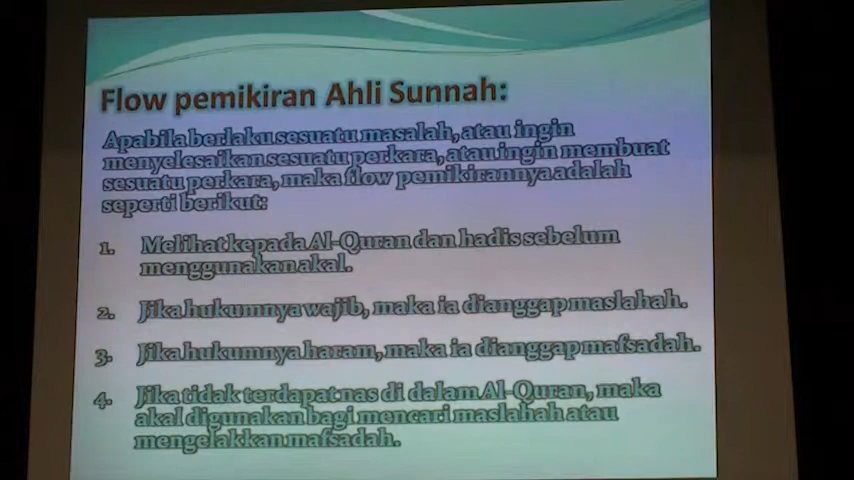 Flow pemikiran Ahli Sunnah:
Apabila berlaku sesuatu masalah, atau ingin
menyelesaikan sesuatu perkara, atau ingin membuat
sesuatu perkara, maka flow pemikirannya adalah
seperti berikut:
1. Melihat kepada Al-Quran dan hadis sebelum
menggunakan akal.
2. Jika hukumnya wajib, maka ia dianggap maslahah.
3. Jika hukumnya haram, maka ia dianggap mafsadah.
4. Jika tidak terdapat nas di dalam Al-Quran, maka
akal digunakan bagi mencari maslahah atau
mengelakkan mafsadah.